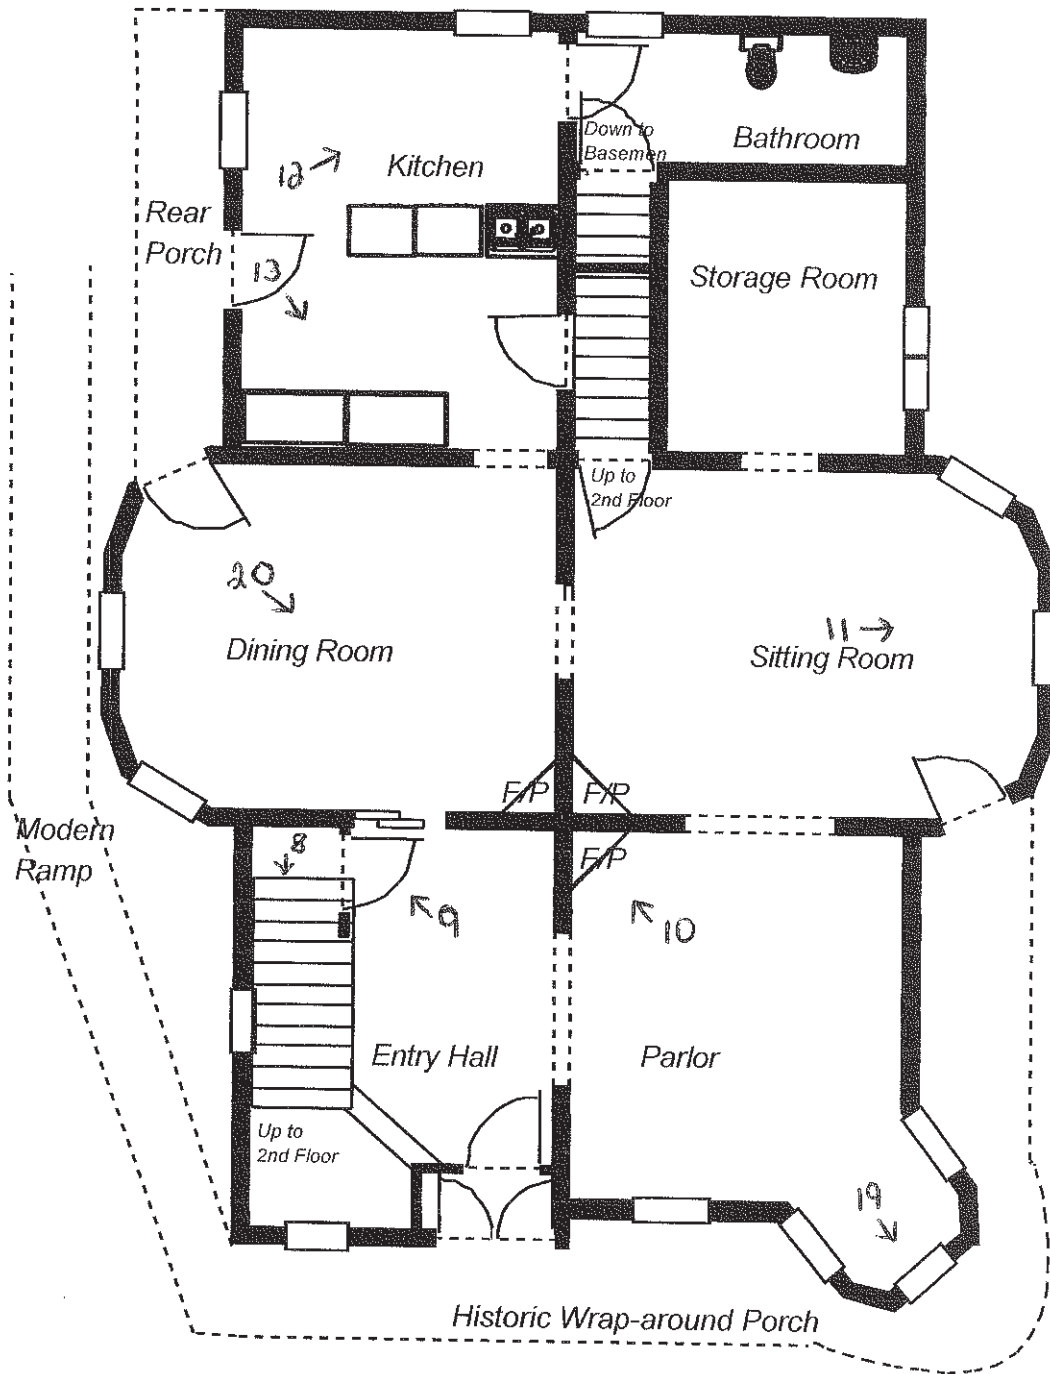 Down to
Basemen
Bathroom
12
Kitchen
Rear
Porch
13
Storage Room
Up to
2nd Floor
20
Dining Room
11
Sitting Room
F/P
F/P
Modern
Ramp
8
F/P
9
10
Entry Hall
Parlor
Up to
2nd Floor
19
Historic Wrap-around Porch